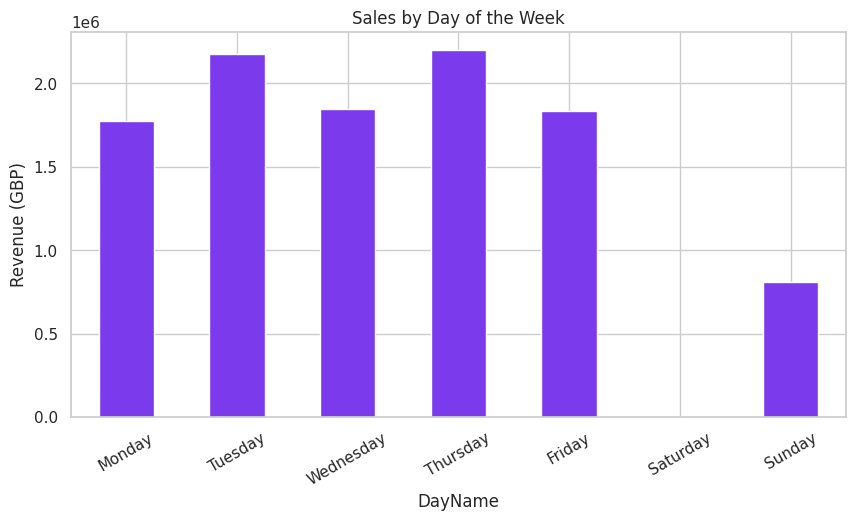 Sales by Day of the Week
1e6
Revenue (GBP)
2.0
1.5
1.0
0.5
0.0
Monday
Tuesday
Wednesday
Thursday
Friday
Saturday
Sunday
DayName